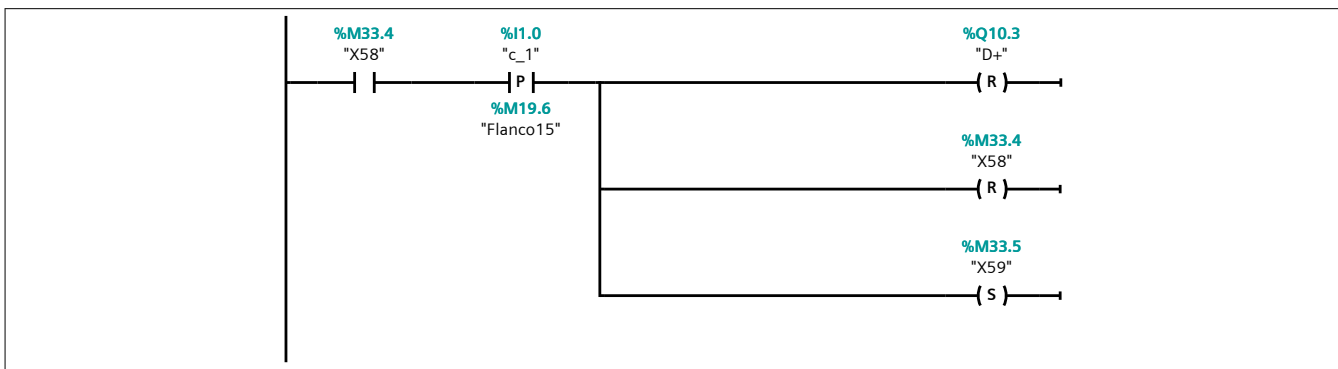 %M33.4
"X58"
%I1.0
"c_1"
P
%M19.6
"Flanco15"
%Q10.3
"D+"
R
%M33.4
"X58"
R
%M33.5
"X59"
S